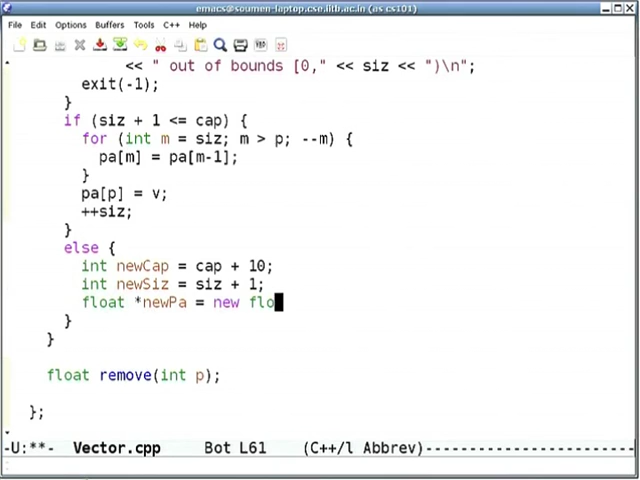 emacs@soumen-laptop.cse.iitb.ac.in (as cs101)
File Edit Options Buffers Tools C++ Help
<< " out of bounds [0," << siz << ")\n";
exit(-1);
}
if (siz + 1 <= cap) {
for (int m = siz; m > p; --m) {
pa[m] = pa[m-1];
}
pa[p] = v;
++siz;
}
else {
int newCap = cap + 10;
int newSiz = siz + 1;
float *newPa = new flo
}
}
float remove(int p);
};
-U:**- Vector.cpp Bot L61 (C++/l Abbrev)------------------------